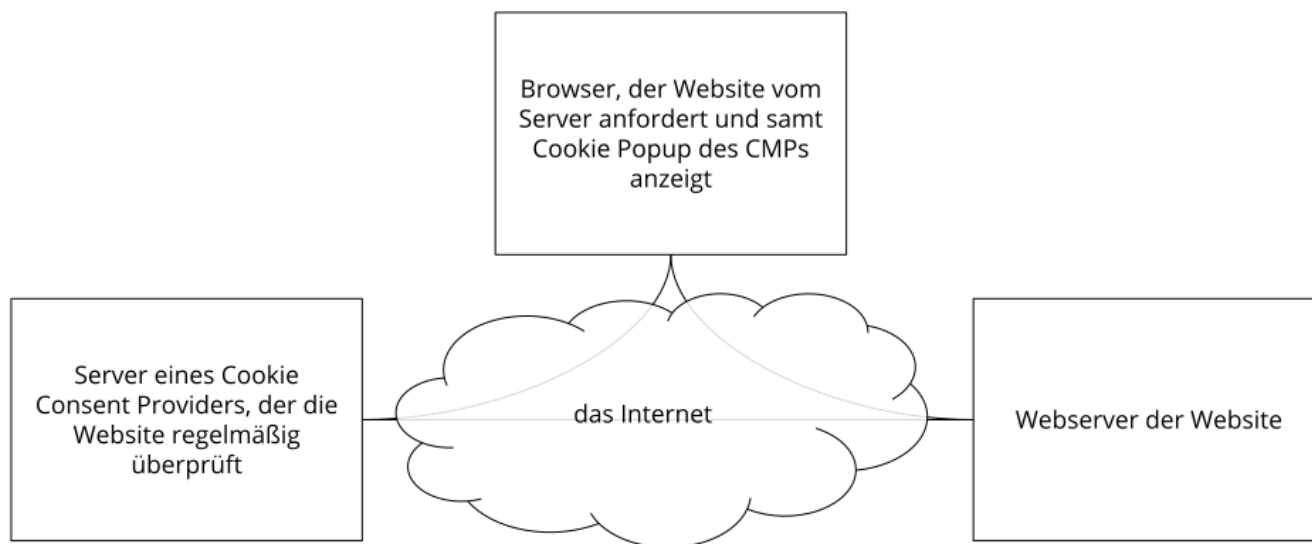 Browser, der Website vom
Server anfordert und samt
Cookie Popup des CMPs
anzeigt
Server eines Cookie
Consent Providers, der die
Website regelmäßig
überprüft
das Internet
Webserver der Website